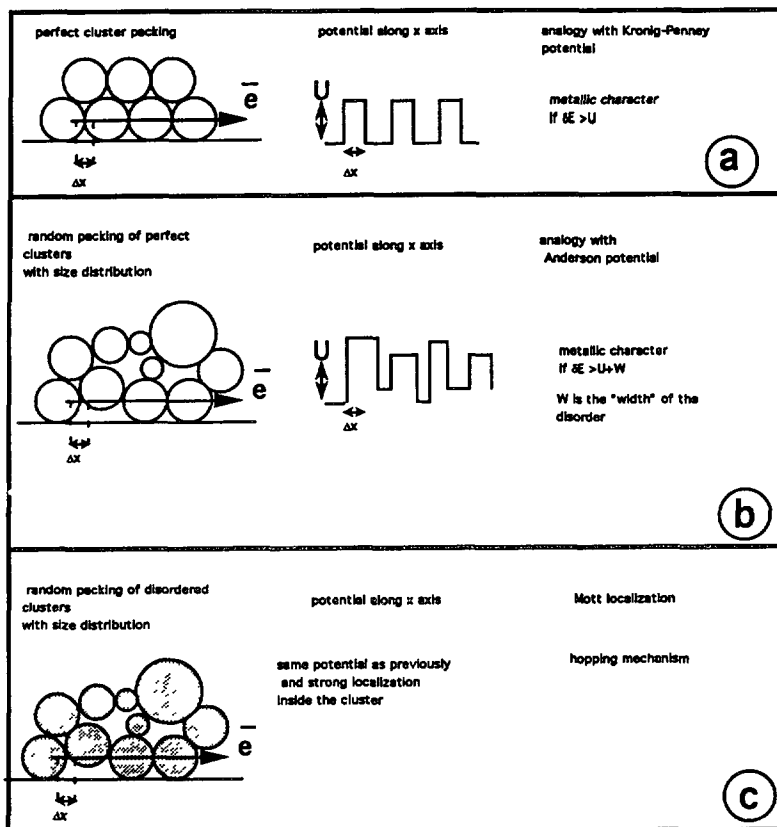 perfect cluster packing
potential along x axis
analogy with Kronig-Penney
potential
e
U
Δx
Δx
metallic character
if δE >U
a
random packing of perfect
clusters
with size distribution
potential along x axis
analogy with
Anderson potential
e
U
Δx
Δx
metallic character
if δE >U+W
W is the "width" of the
disorder
b
random packing of disordered
clusters
with size distribution
potential along x axis
Mott localization
same potential as previously
and strong localization
inside the cluster
hopping mechanism
e
Δx
c